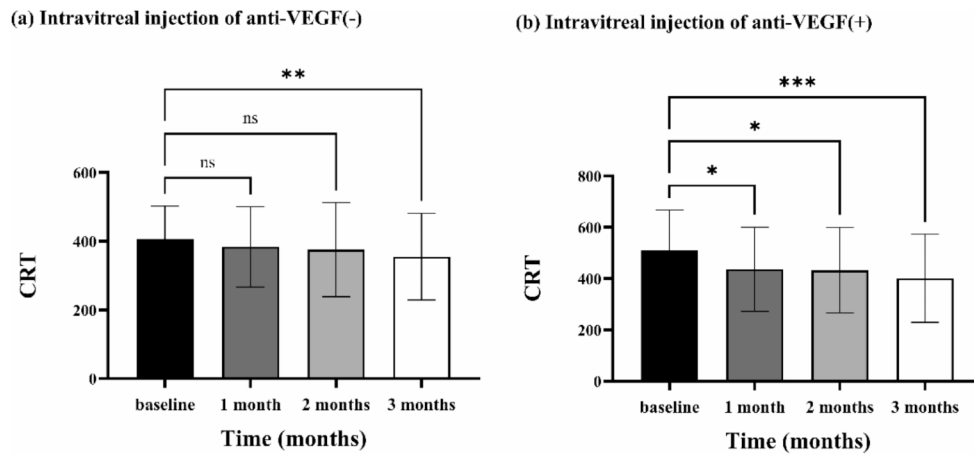 (a) Intravitreal injection of anti-VEGF(-)
**
ns
ns
600
400
200
0
CRT
baseline 1 month 2 months 3 months
Time (months)
(b) Intravitreal injection of anti-VEGF(+)
***
*
*
800
600
400
200
0
CRT
baseline 1 month 2 months 3 months
Time (months)